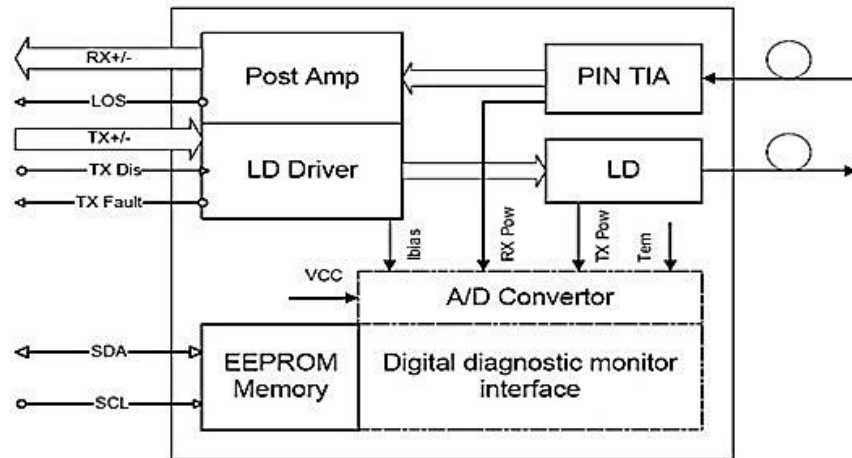 RX+/-
Post Amp
PIN TIA
LOS
TX+/-
TX Dis
LD Driver
LD
TX Fault
Ibias
RX Pow
TX Pow
Tem
VCC
A/D Convertor
SDA
EEPROM
Memory
Digital diagnostic monitor
interface
SCL